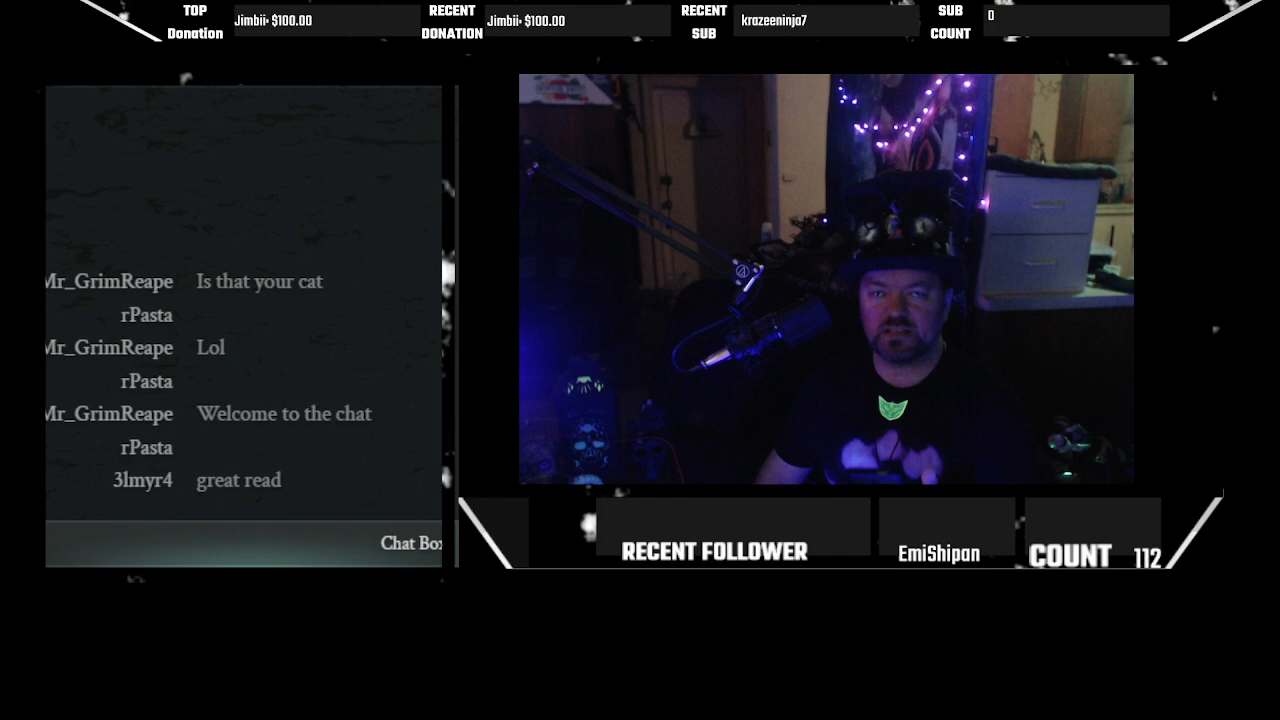 TOP
Donation
Jimbii• $100.00
RECENT
DONATION
Jimbii• $100.00
RECENT
SUB
krazeeninja7
SUB
COUNT
0
Mr_GrimReape
rPasta
Is that your cat
Mr_GrimReape
rPasta
Lol
Mr_GrimReape
rPasta
Welcome to the chat
3lmyr4
great read
Chat Box
RECENT FOLLOWER
EmiShipan
COUNT
112